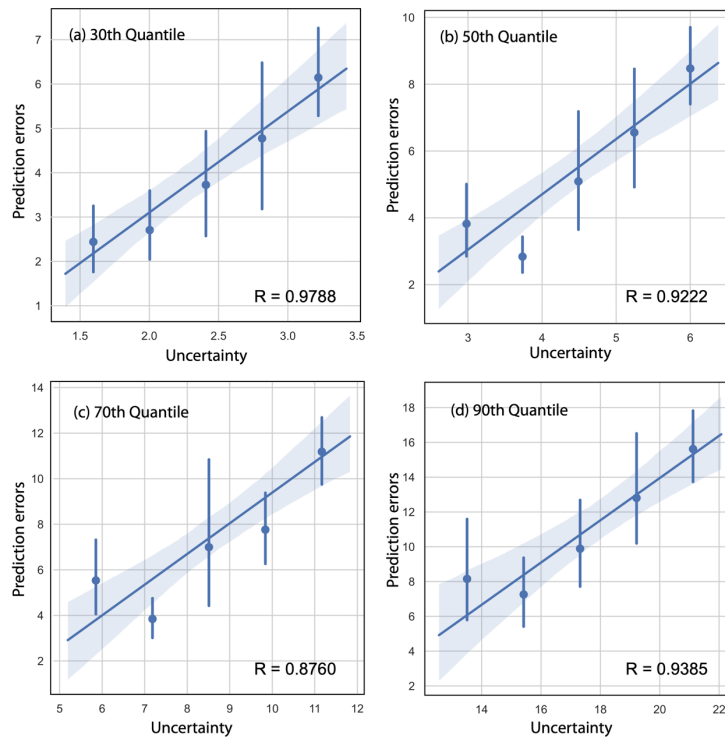 (a) 30th Quantile
Prediction errors
7
6
5
4
3
2
1
R = 0.9788
1.5 2.0 2.5 3.0 3.5
Uncertainty
(b) 50th Quantile
Prediction errors
10
8
6
4
2
R = 0.9222
3 4 5 6
Uncertainty
(c) 70th Quantile
Prediction errors
14
12
10
8
6
4
2
R = 0.8760
5 6 7 8 9 10 11 12
Uncertainty
(d) 90th Quantile
Prediction errors
18
16
14
12
10
8
6
4
2
R = 0.9385
14 16 18 20 22
Uncertainty